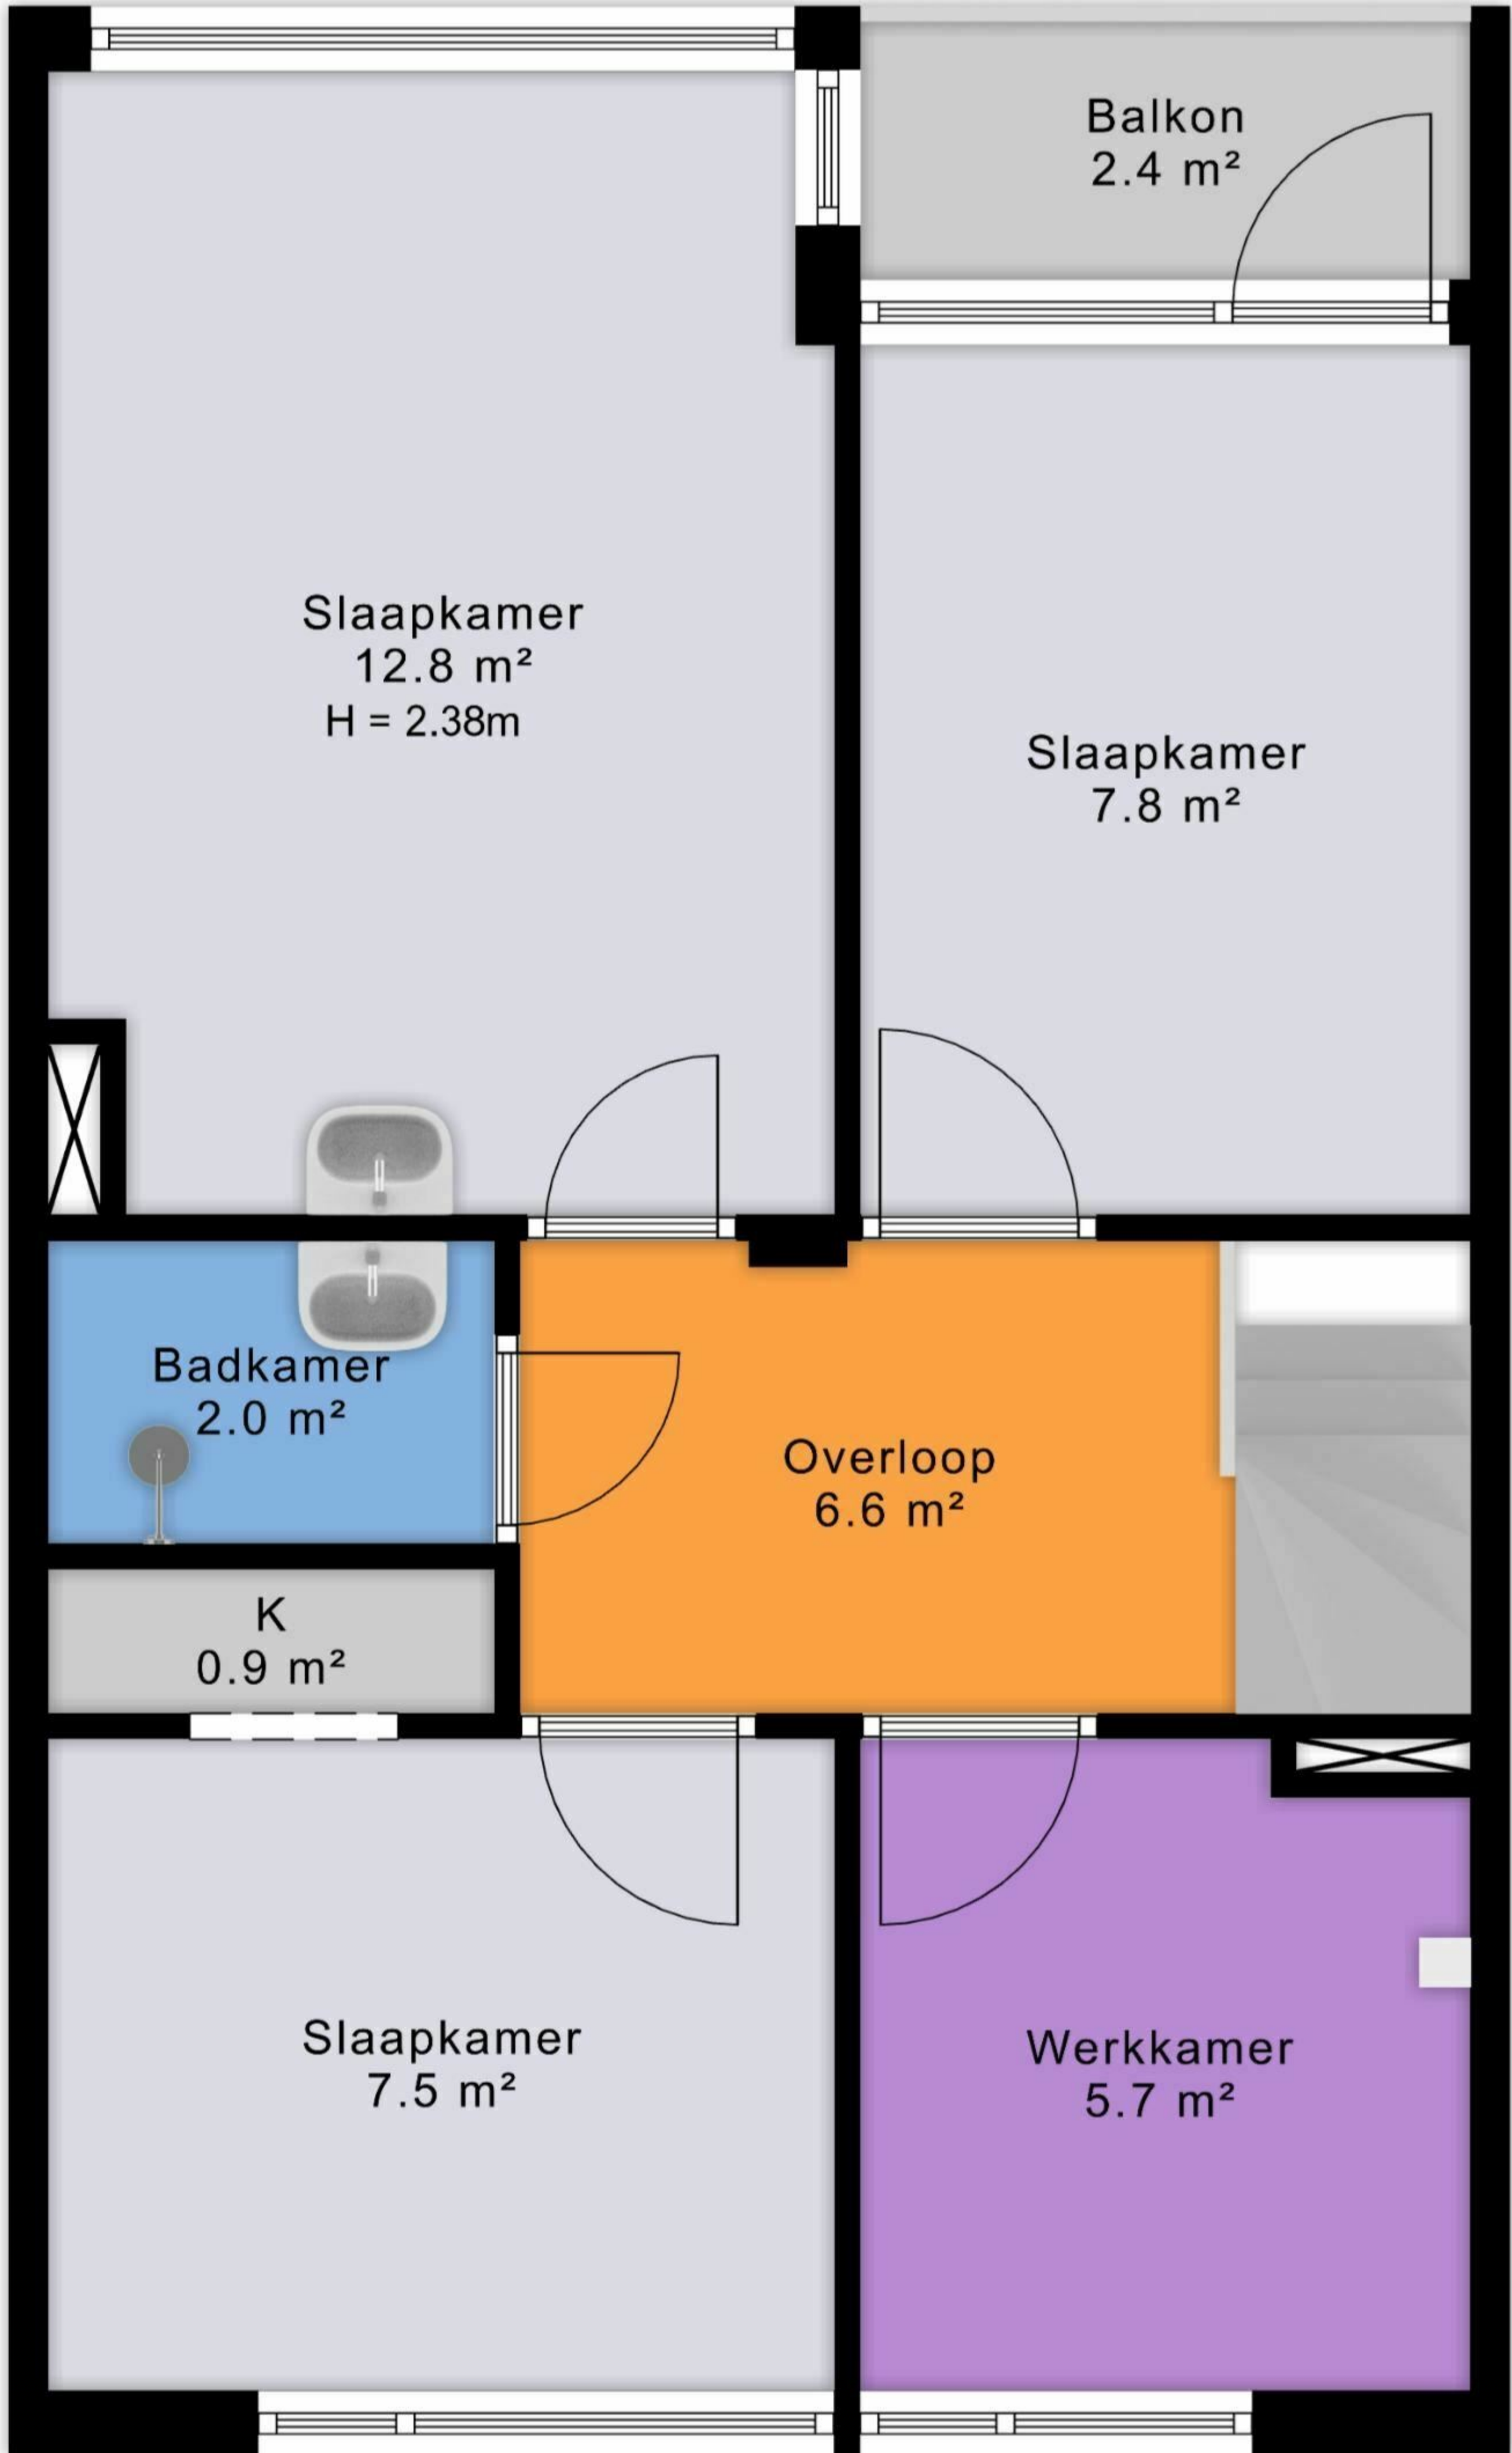 Balkon
2.4 m²
Slaapkamer
12.8 m²
H = 2.38m
Slaapkamer
7.8 m²
Badkamer
2.0 m²
Overloop
6.6 m²
K
0.9 m²
Slaapkamer
7.5 m²
Werkkamer
5.7 m²